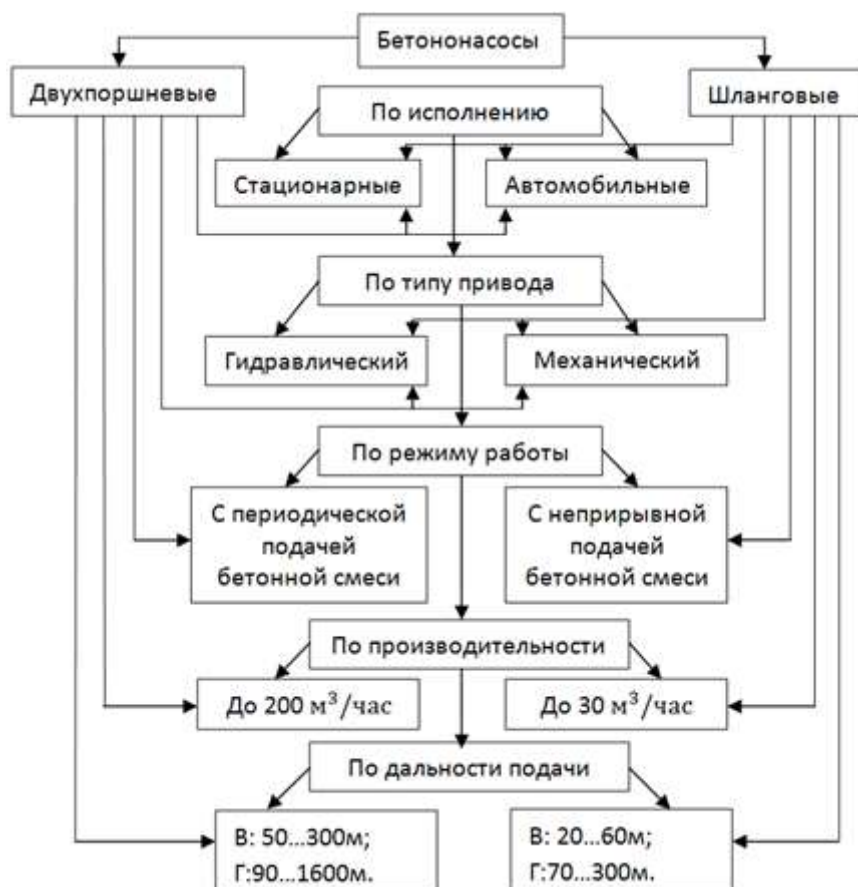 Бетононасосы
Двухпоршневые
Шланговые
По исполнению
Стационарные
Автомобильные
По типу привода
Гидравлический
Механический
По режиму работы
С периодической
подачей
бетонной смеси
С неприрывной
подачей
бетонной смеси
По производительности
До 200 м³/час
До 30 м³/час
По дальности подачи
В: 50...300м;
Г:90...1600м.
В: 20...60м;
Г:70...300м.